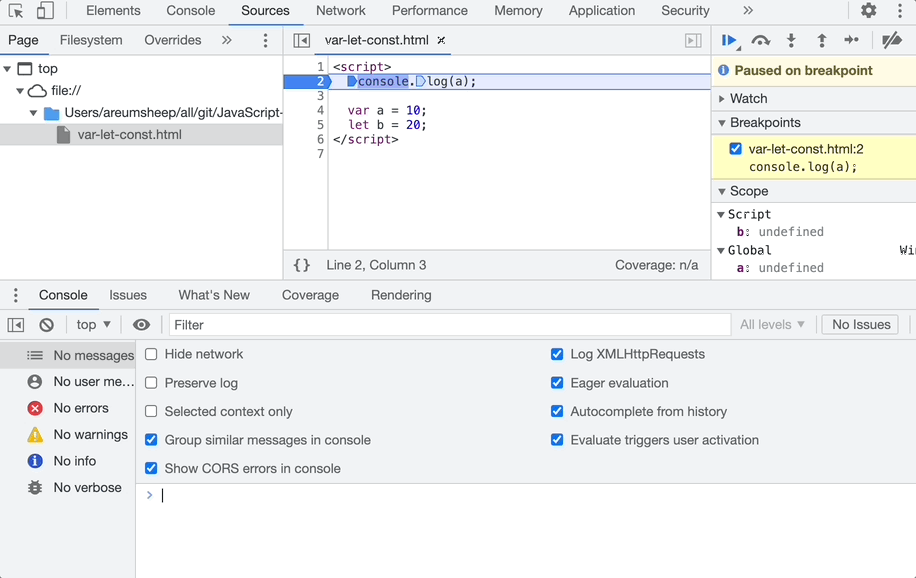 Elements Console Sources Network Performance Memory Application Security »
Page Filesystem Overrides » var-let-const.html ×
top
file://
Users/areumsheep/all/git/JavaScript-
var-let-const.html
1 <script>
2 console.log(a);
3
4 var a = 10;
5 let b = 20;
6 </script>
7
{} Line 2, Column 3 Coverage: n/a
Paused on breakpoint
Watch
Breakpoints
var-let-const.html:2
console.log(a);
Scope
Script
b: undefined
Global Win
a: undefined
Console Issues What's New Coverage Rendering
top ▼ Filter All levels ▼ No Issues
No messages
No user me...
No errors
No warnings
No info
No verbose
Hide network
Preserve log
Selected context only
Group similar messages in console
Show CORS errors in console
Log XMLHttpRequests
Eager evaluation
Autocomplete from history
Evaluate triggers user activation
>